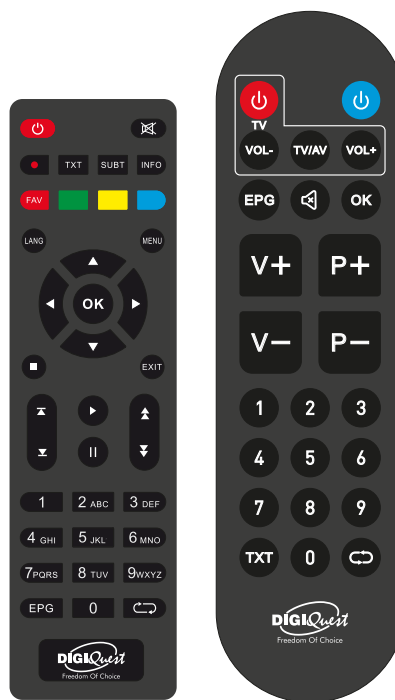 TXT SUBT INFO
FAV
LANG MENU
OK
EXIT
1 2 ABC 3 DEF
4 GHI 5 JKL 6 MNO
7PQRS 8 TUV 9WXYZ
EPG 0
DIGIQuest
Freedom Of Choice
TV
VOL- TV/AV VOL+
EPG OK
V+ P+
V- P-
1 2 3
4 5 6
7 8 9
TXT 0
DIGIQuest
Freedom Of Choice